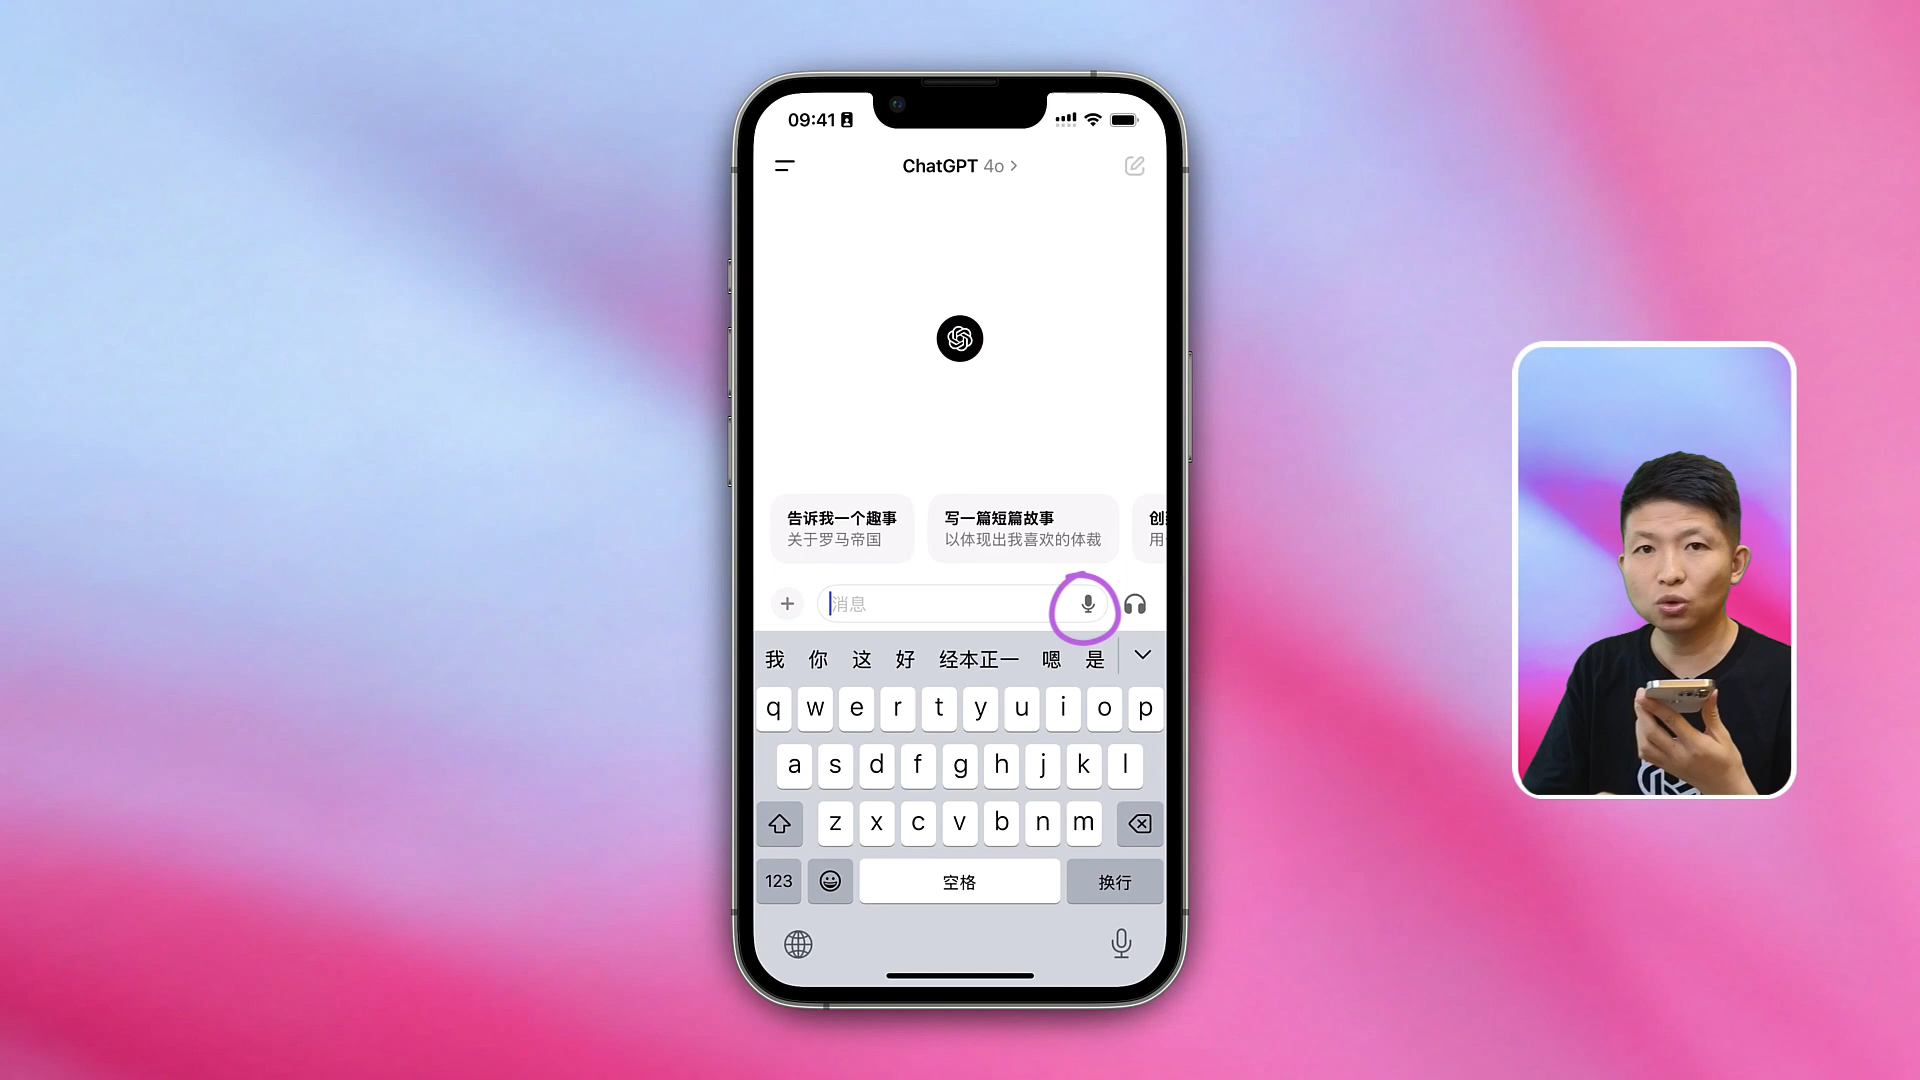 09:41
ChatGPT 4o >
告诉我一个趣事
关于罗马帝国
写一篇短篇故事
以体现出我喜欢的体裁
用
消息
我 你 这 好 经本正一 嗯 是
q w e r t y u i o p
a s d f g h j k l
z x c v b n m
123 空格 换行